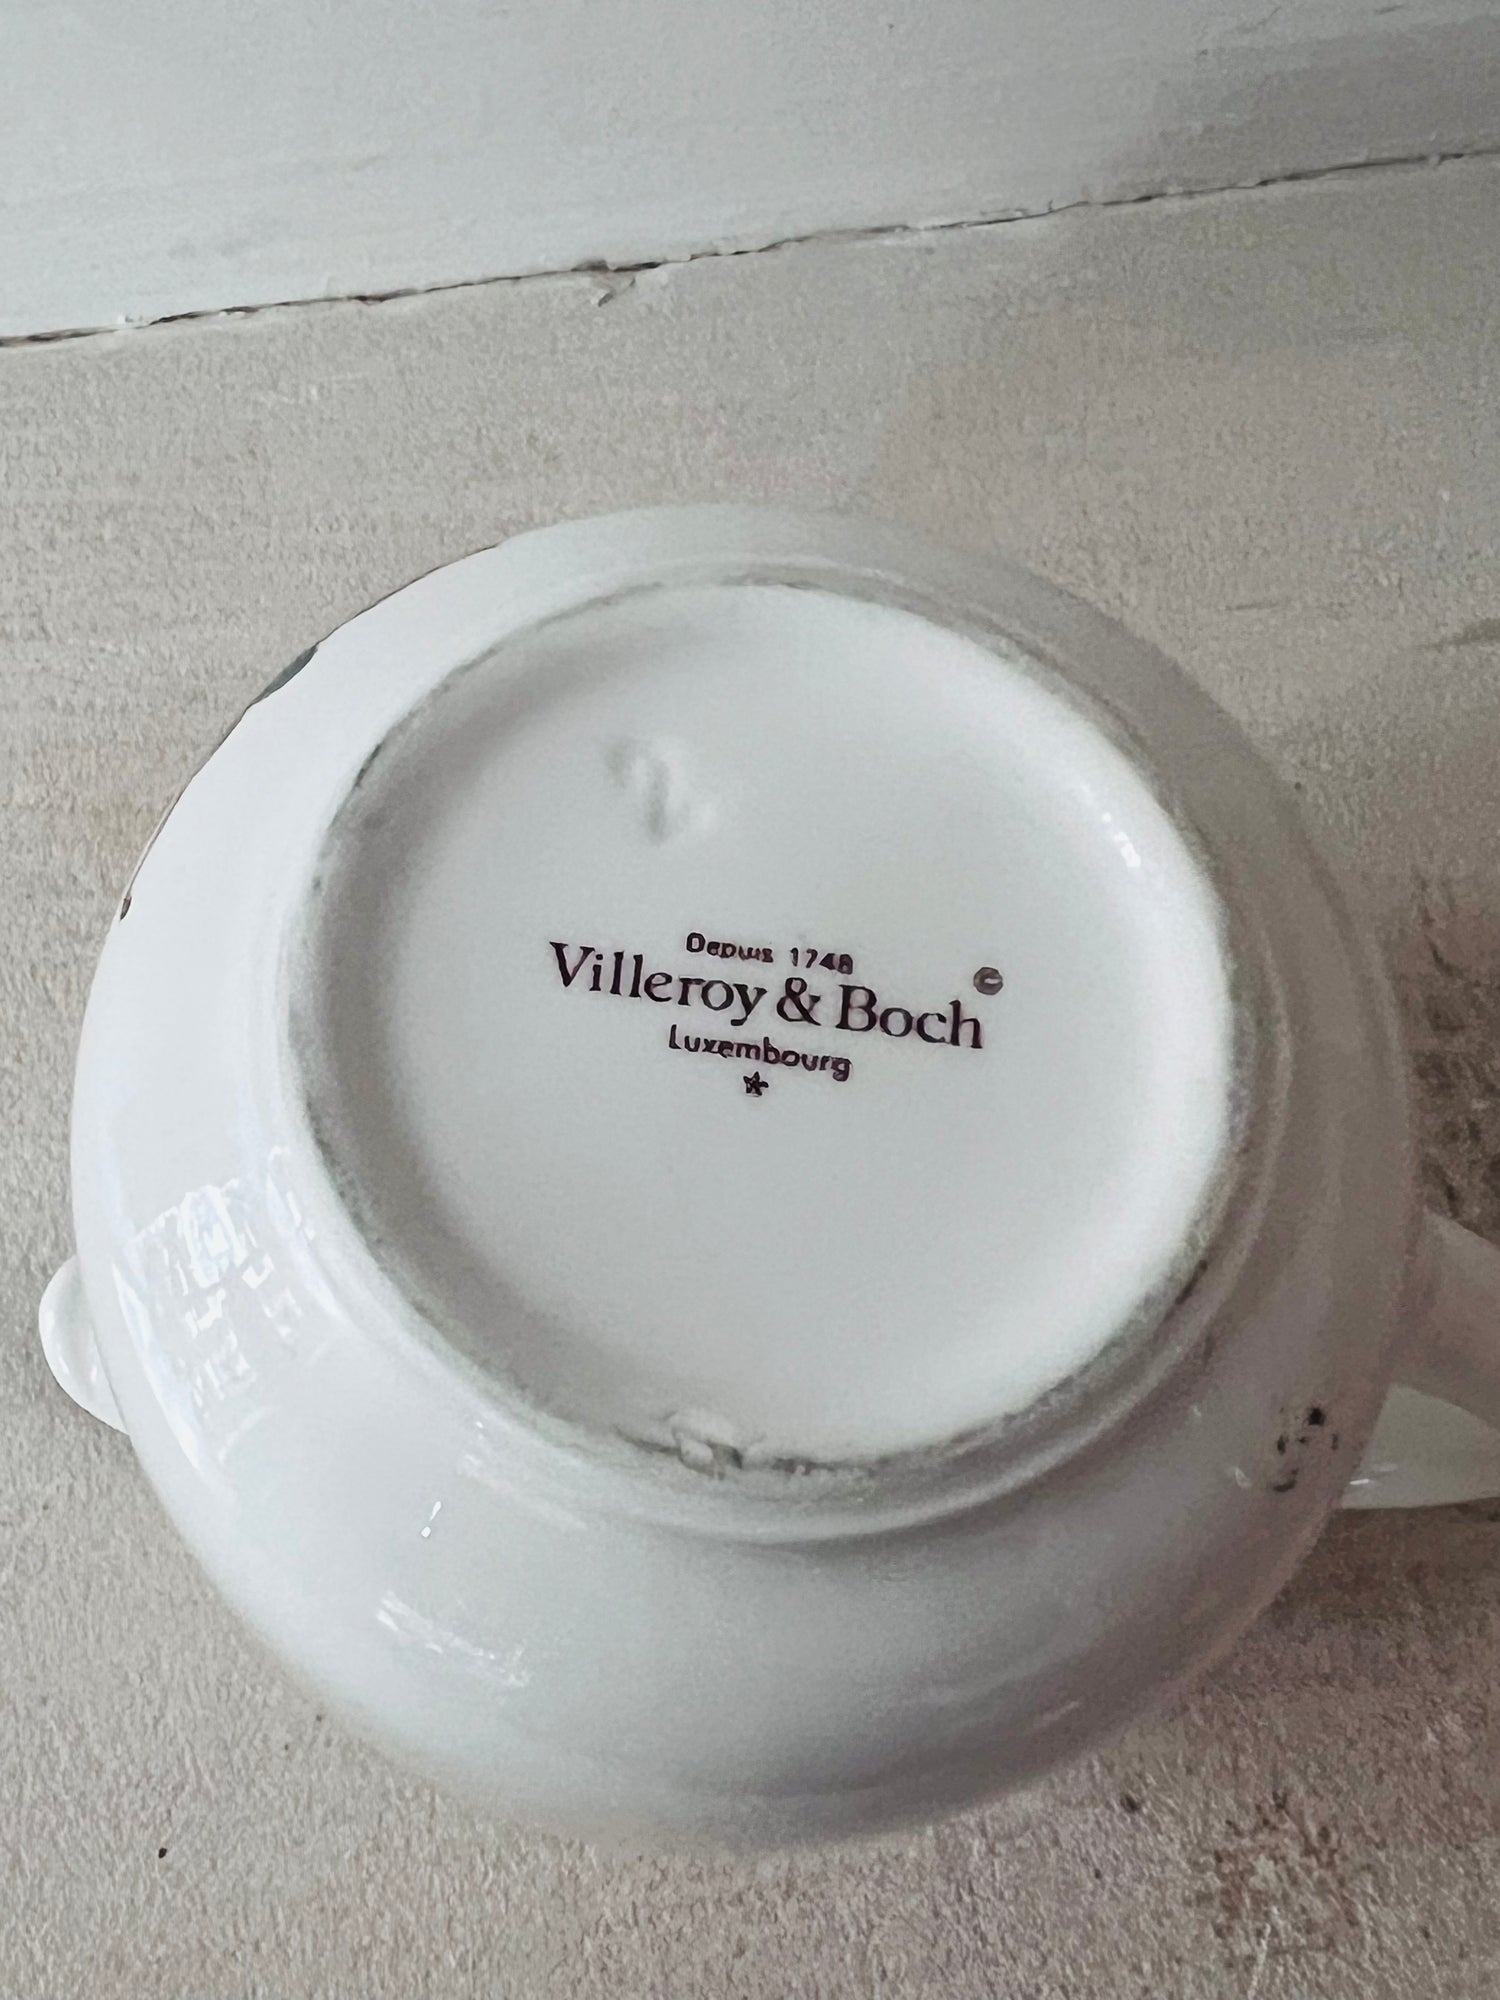 Depuis 1748
Villeroy & Boch ©
Luxembourg